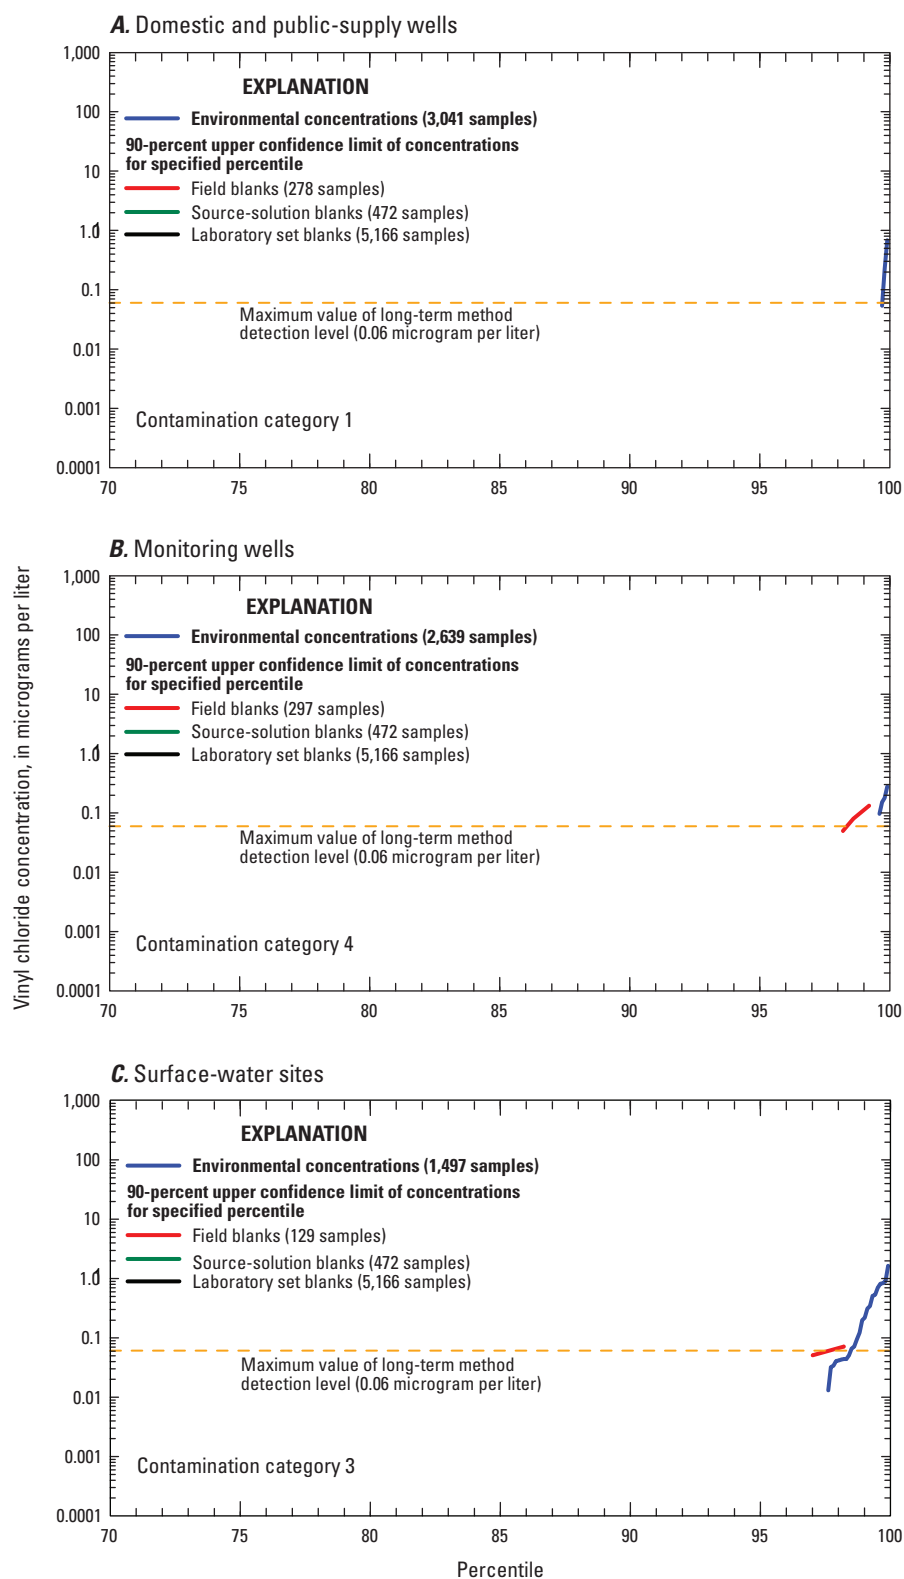 A. Domestic and public-supply wells
1,000
100
10
1.0
0.1
0.01
0.001
0.0001
EXPLANATION
Environmental concentrations (3,041 samples)
90-percent upper confidence limit of concentrations
for specified percentile
Field blanks (278 samples)
Source-solution blanks (472 samples)
Laboratory set blanks (5,166 samples)
Maximum value of long-term method
detection level (0.06 microgram per liter)
Contamination category 1
70 75 80 85 90 95 100
Vinyl chloride concentration, in micrograms per liter
B. Monitoring wells
1,000
100
10
1.0
0.1
0.01
0.001
0.0001
EXPLANATION
Environmental concentrations (2,639 samples)
90-percent upper confidence limit of concentrations
for specified percentile
Field blanks (297 samples)
Source-solution blanks (472 samples)
Laboratory set blanks (5,166 samples)
Maximum value of long-term method
detection level (0.06 microgram per liter)
Contamination category 4
70 75 80 85 90 95 100
C. Surface-water sites
1,000
100
10
1.0
0.1
0.01
0.001
0.0001
EXPLANATION
Environmental concentrations (1,497 samples)
90-percent upper confidence limit of concentrations
for specified percentile
Field blanks (129 samples)
Source-solution blanks (472 samples)
Laboratory set blanks (5,166 samples)
Maximum value of long-term method
detection level (0.06 microgram per liter)
Contamination category 3
70 75 80 85 90 95 100
Percentile